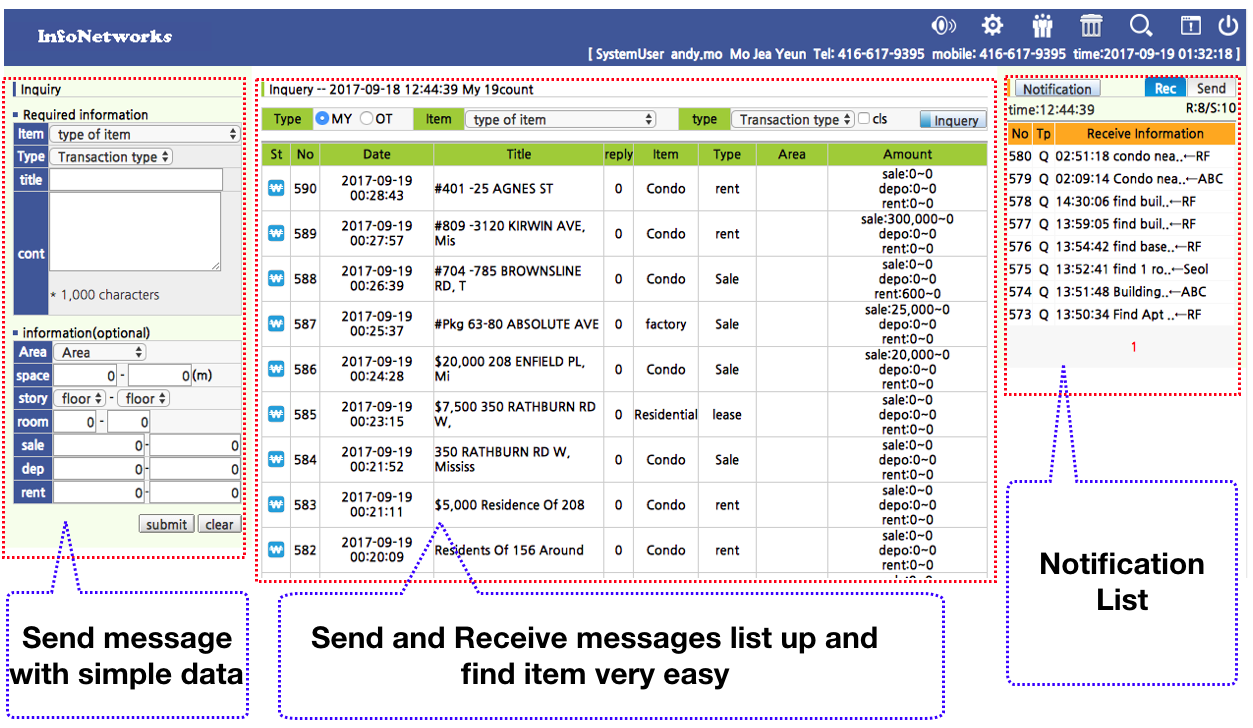 InfoNetworks
[ SystemUser andy,mo Mo Jea Yeun Tel: 416-617-9395 mobile: 416-617-9395 time:2017-09-19 01:32:18 ]
Inquiry
Required information
Item type of item
Type Transaction type
title
cont
* 1,000 characters
information(optional)
Area Area
space 0 - 0 (m)
story floor - floor
room 0 - 0
sale 0 - 0
dep 0 - 0
rent 0 - 0
submit clear
Send message
with simple data
Inquery -- 2017-09-18 12:44:39 My 19count
Type MY OT Item type of item type Transaction type cls Inquery
St No Date Title reply Item Type Area Amount
₩ 590 2017-09-19 00:28:43 #401 -25 AGNES ST 0 Condo rent sale:0~0 depo:0~0 rent:0~0
₩ 589 2017-09-19 00:27:57 #809 -3120 KIRWIN AVE, Mis 0 Condo rent sale:300,000~0 depo:0~0 rent:0~0
₩ 588 2017-09-19 00:26:39 #704 -785 BROWNSLINE RD, T 0 Condo Sale sale:0~0 depo:0~0 rent:600~0
₩ 587 2017-09-19 00:25:37 #Pkg 63-80 ABSOLUTE AVE 0 factory Sale sale:25,000~0 depo:0~0 rent:0~0
₩ 586 2017-09-19 00:24:28 $20,000 208 ENFIELD PL, Mi 0 Condo Sale sale:20,000~0 depo:0~0 rent:0~0
₩ 585 2017-09-19 00:23:15 $7,500 350 RATHBURN RD W, 0 Residential lease sale:0~0 depo:0~0 rent:0~0
₩ 584 2017-09-19 00:21:52 350 RATHBURN RD W, Mississ 0 Condo Sale sale:0~0 depo:0~0 rent:0~0
₩ 583 2017-09-19 00:21:11 $5,000 Residence Of 208 0 Condo rent sale:0~0 depo:0~0 rent:0~0
₩ 582 2017-09-19 00:20:09 Residents Of 156 Around 0 Condo rent sale:0~0 depo:0~0 rent:0~0
Send and Receive messages list up and
find item very easy
Notification Rec Send
time:12:44:39 R:8/S:10
No Tp Receive Information
580 Q 02:51:18 condo nea..←RF
579 Q 02:09:14 Condo nea..←ABC
578 Q 14:30:06 find buil..←RF
577 Q 13:59:05 find buil..←RF
576 Q 13:54:42 find base..←RF
575 Q 13:52:41 find 1 ro..←Seol
574 Q 13:51:48 Building..←ABC
573 Q 13:50:34 Find Apt ..←RF
1
Notification
List